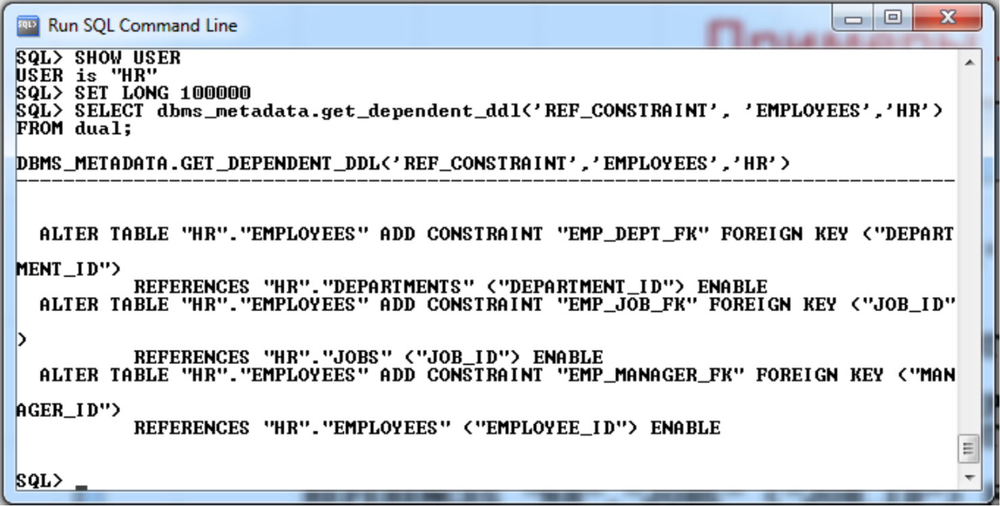 Run SQL Command Line
Примеры
SQL> SHOW USER
USER is "HR"
SQL> SET LONG 100000
SQL> SELECT dbms_metadata.get_dependent_ddl('REF_CONSTRAINT', 'EMPLOYEES','HR')
FROM dual;
DBMS_METADATA.GET_DEPENDENT_DDL('REF_CONSTRAINT','EMPLOYEES','HR')
--------------------------------------------------------------------------------
ALTER TABLE "HR"."EMPLOYEES" ADD CONSTRAINT "EMP_DEPT_FK" FOREIGN KEY ("DEPART
MENT_ID")
REFERENCES "HR"."DEPARTMENTS" ("DEPARTMENT_ID") ENABLE
ALTER TABLE "HR"."EMPLOYEES" ADD CONSTRAINT "EMP_JOB_FK" FOREIGN KEY ("JOB_ID"
)
REFERENCES "HR"."JOBS" ("JOB_ID") ENABLE
ALTER TABLE "HR"."EMPLOYEES" ADD CONSTRAINT "EMP_MANAGER_FK" FOREIGN KEY ("MAN
AGER_ID")
REFERENCES "HR"."EMPLOYEES" ("EMPLOYEE_ID") ENABLE
SQL> _